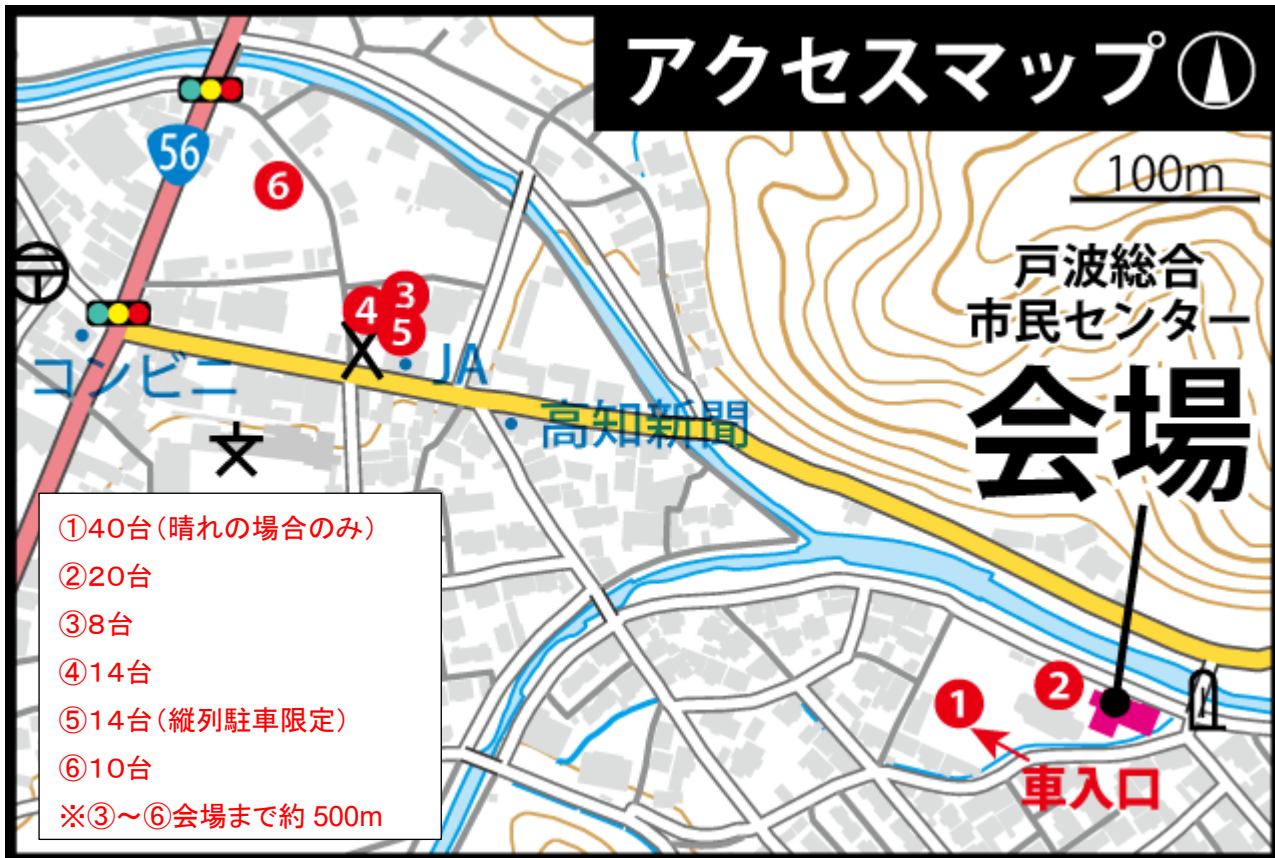 アクセスマップ
56
100m
6
戸波総合
市民センター
会場
3
4
5
JA
コンビニ
高知新聞
①40台(晴れの場合のみ)
②20台
③8台
④14台
⑤14台(縦列駐車限定)
⑥10台
※③~⑥会場まで約 500m
2
1
車入口